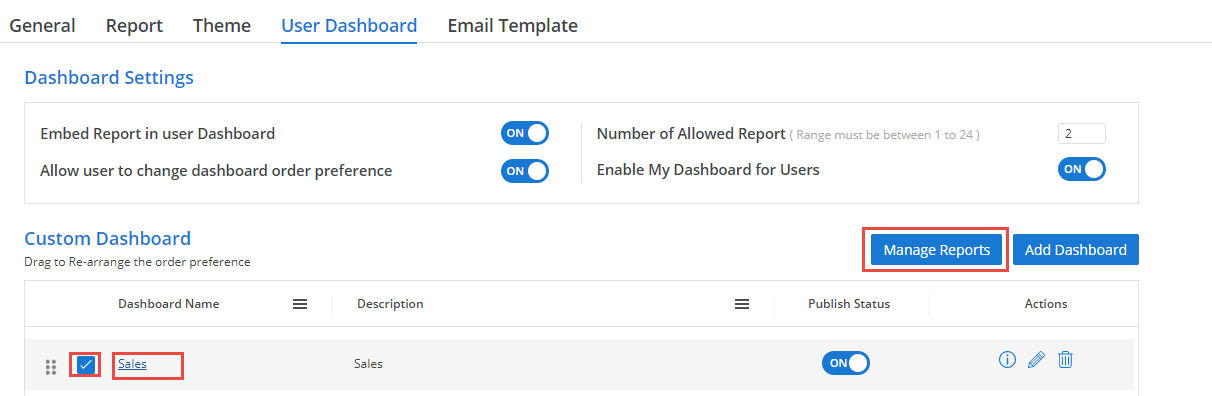 General Report Theme User Dashboard Email Template
Dashboard Settings
Embed Report in user Dashboard ON Number of Allowed Report ( Range must be between 1 to 24 ) 2
Allow user to change dashboard order preference ON Enable My Dashboard for Users ON
Custom Dashboard Manage Reports Add Dashboard
Drag to Re-arrange the order preference
Dashboard Name Description Publish Status Actions
Sales Sales ON